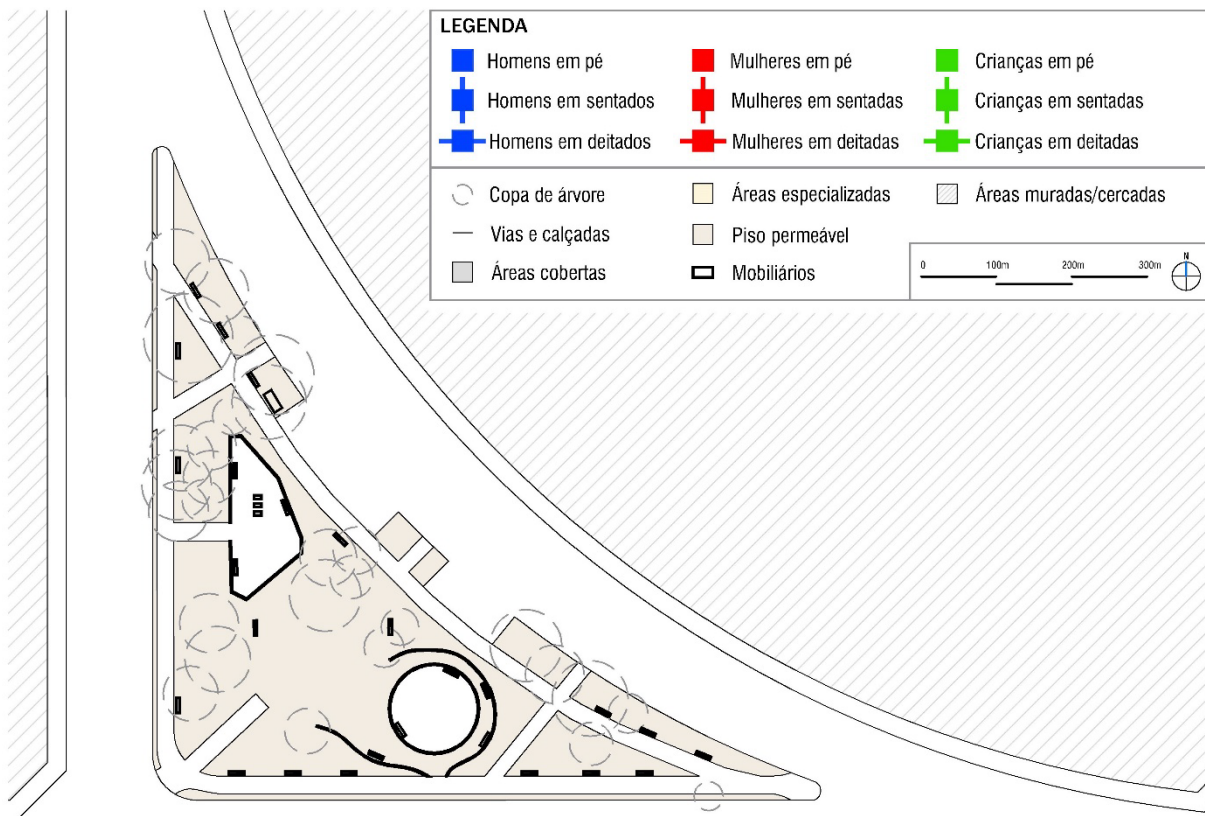 LEGENDA
Homens em pé
Mulheres em pé
Crianças em pé
Homens em sentados
Mulheres em sentadas
Crianças em sentadas
Homens em deitados
Mulheres em deitadas
Crianças em deitadas
Copa de árvore
Áreas especializadas
Áreas muradas/cercadas
Vias e calçadas
Piso permeável
Áreas cobertas
Mobiliários
0 100m 200m 300m
N